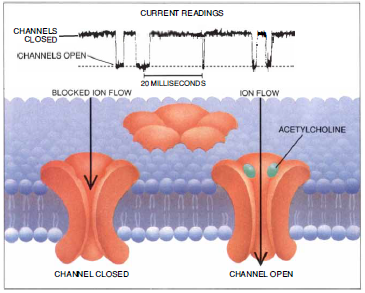 CURRENT READINGS
CHANNELS
CLOSED
CHANNELS OPEN
20 MILLISECONDS
BLOCKED ION FLOW
ION FLOW
ACETYLCHOLINE
CHANNEL CLOSED
CHANNEL OPEN